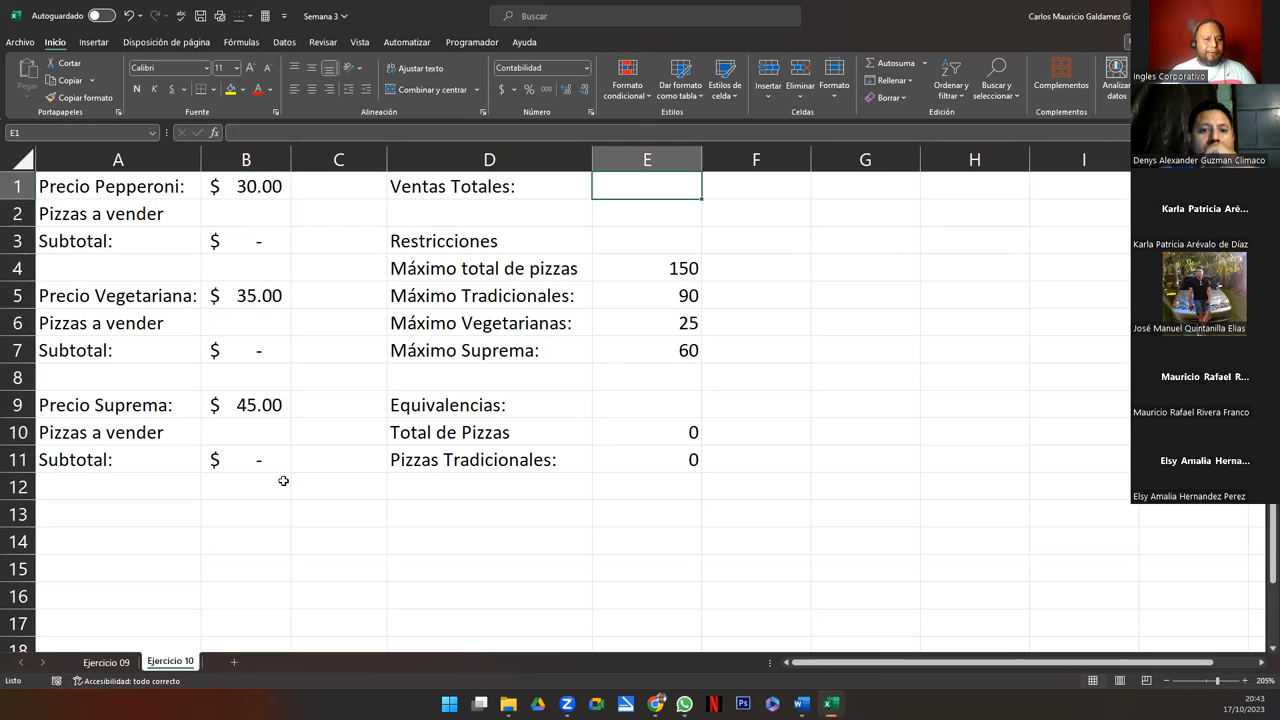 Autoguardado
Semana 3
Buscar
Carlos Mauricio Galdamez Go
Archivo Inicio Insertar Disposición de página Fórmulas Datos Revisar Vista Automatizar Programador Ayuda
Pegar
Cortar
Copiar
Copiar formato
Portapapeles
Calibri 11
N K S
Fuente
Ajustar texto
Combinar y centrar
Alineación
Contabilidad
$ % 000
Número
Formato condicional
Dar formato como tabla
Estilos de celda
Estilos
Insertar Eliminar Formato
Celdas
Autosuma
Rellenar
Borrar
Ordenar y filtrar
Buscar y seleccionar
Edición
Complementos
Complementos
Analizar datos
E1
fx
A B C D E F G H I
1 Precio Pepperoni: $ 30.00 Ventas Totales:
2 Pizzas a vender
3 Subtotal: $ - Restricciones
4 Máximo total de pizzas 150
5 Precio Vegetariana: $ 35.00 Máximo Tradicionales: 90
6 Pizzas a vender Máximo Vegetarianas: 25
7 Subtotal: $ - Máximo Suprema: 60
8
9 Precio Suprema: $ 45.00 Equivalencias:
10 Pizzas a vender Total de Pizzas 0
11 Subtotal: $ - Pizzas Tradicionales: 0
12
13
14
15
16
17
18
Ingles Corporativo
Denys Alexander Guzman Climaco
Karla Patricia Aré...
Karla Patricia Arévalo de Díaz
José Manuel Quintanilla Elias
Mauricio Rafael R...
Mauricio Rafael Rivera Franco
Elsy Amalia Herna...
Elsy Amalia Hernandez Perez
Ejercicio 09 Ejercicio 10
Listo
Accesibilidad: todo correcto
205%
20:43
17/10/2023